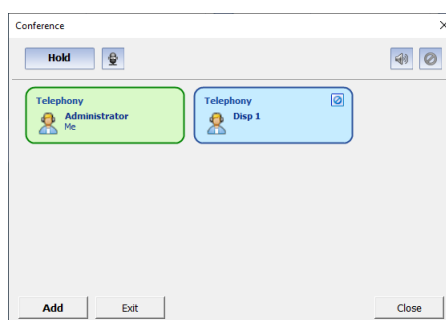 Conference
Hold
Telephony
Administrator
Me
Telephony
Disp 1
Add
Exit
Close